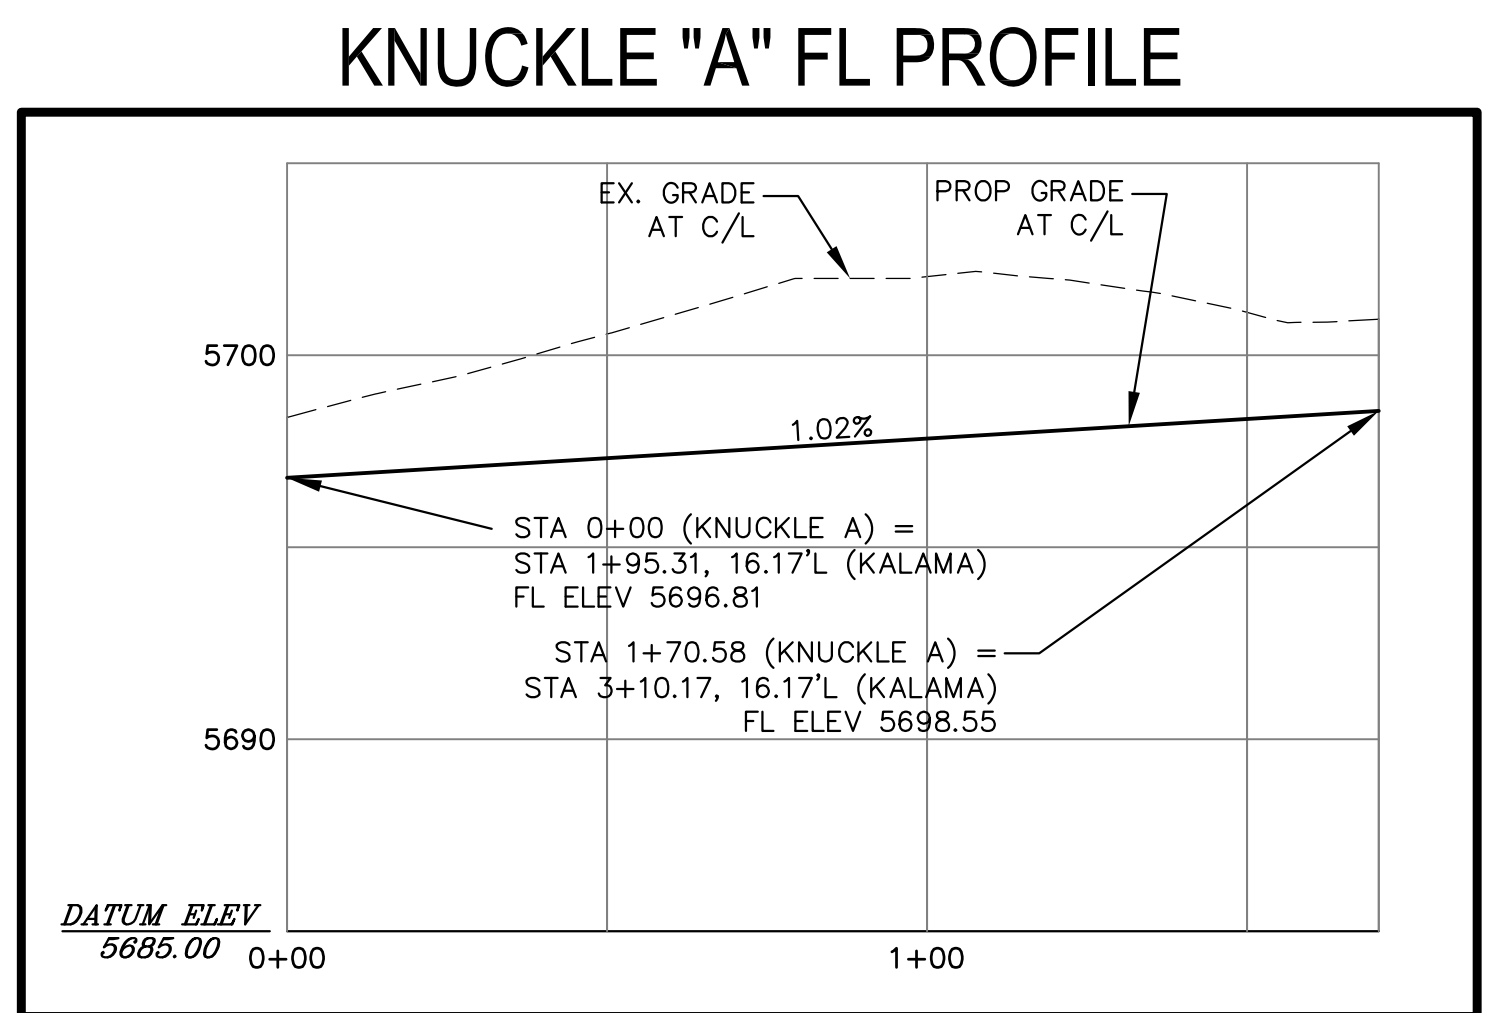 KNUCKLE "A" FL PROFILE
EX. GRADE
AT C/L
PROP GRADE
AT C/L
5700
1.02%
STA 0+00 (KNUCKLE A) =
STA 1+95.31, 16.17'L (KALAMA)
FL ELEV 5696.81
STA 1+70.58 (KNUCKLE A) =
STA 3+10.17, 16.17'L (KALAMA)
FL ELEV 5698.55
5690
DATUM ELEV
5685.00
0+00
1+00